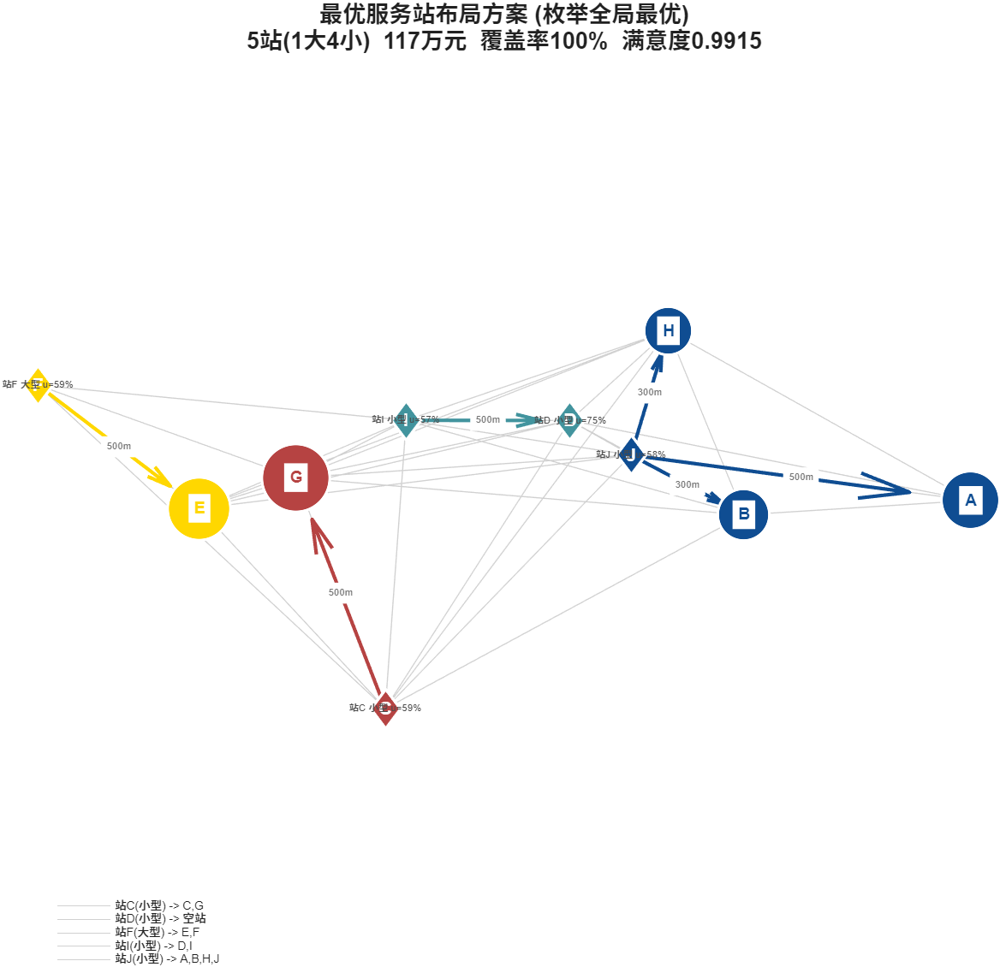 最优服务站布局方案 (枚举全局最优)
5站(1大4小)  117万元  覆盖率100%  满意度0.9915
H
站F 大型 u=59%
站I 小型 u=57%
500m
站D 小型 u=75%
300m
500m
站J 小型 u=58%
G
500m
300m
E
B
A
500m
站C 小型 u=59%
站C(小型) -> C,G
站D(小型) -> 空站
站F(大型) -> E,F
站I(小型) -> D,I
站J(小型) -> A,B,H,J